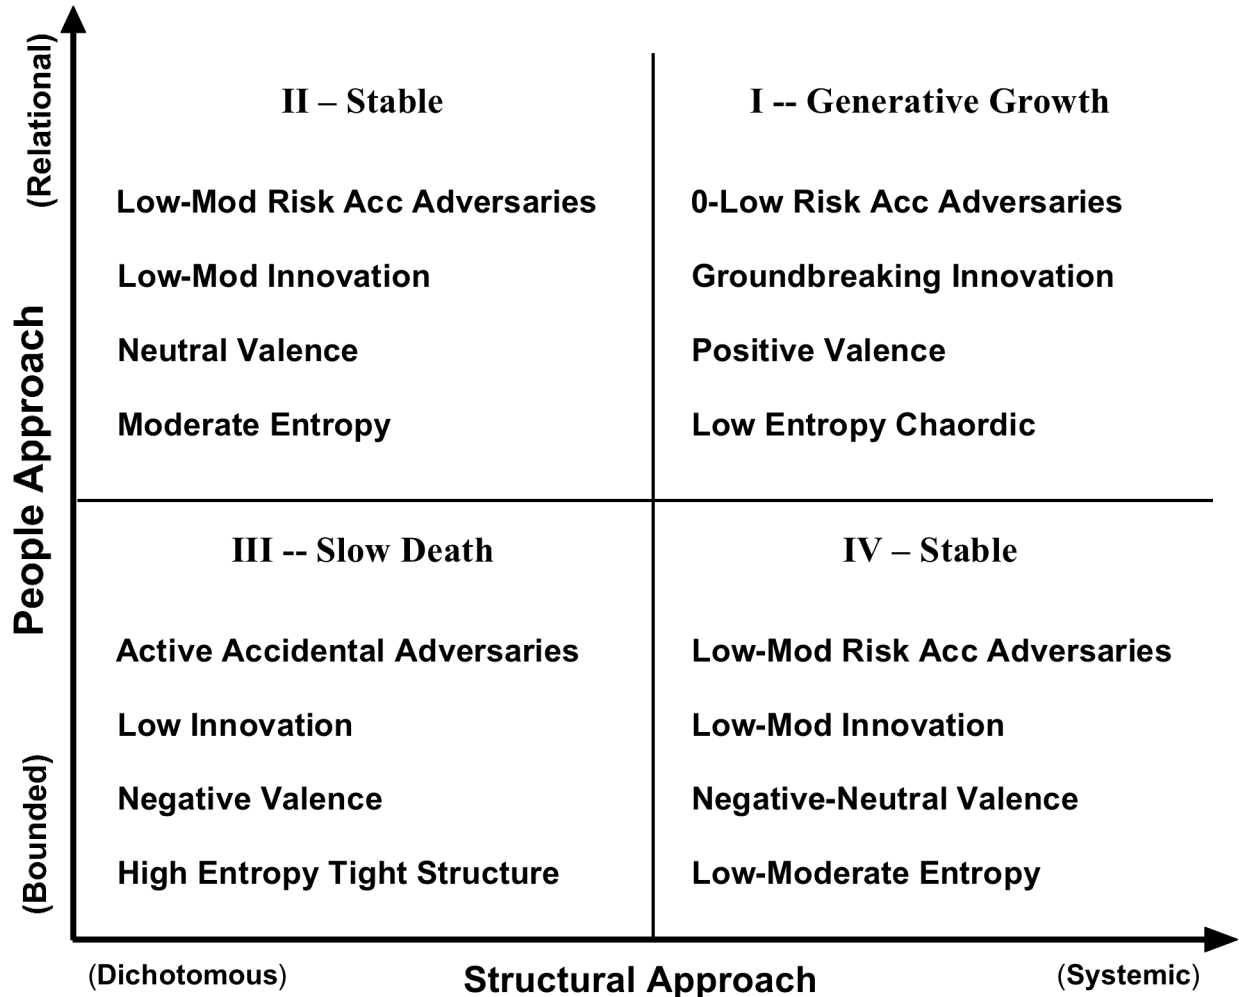 (Relational)
People Approach
(Bounded)
II – Stable
Low-Mod Risk Acc Adversaries
Low-Mod Innovation
Neutral Valence
Moderate Entropy
I -- Generative Growth
0-Low Risk Acc Adversaries
Groundbreaking Innovation
Positive Valence
Low Entropy Chaordic
III -- Slow Death
Active Accidental Adversaries
Low Innovation
Negative Valence
High Entropy Tight Structure
IV – Stable
Low-Mod Risk Acc Adversaries
Low-Mod Innovation
Negative-Neutral Valence
Low-Moderate Entropy
(Dichotomous)
Structural Approach
(Systemic)